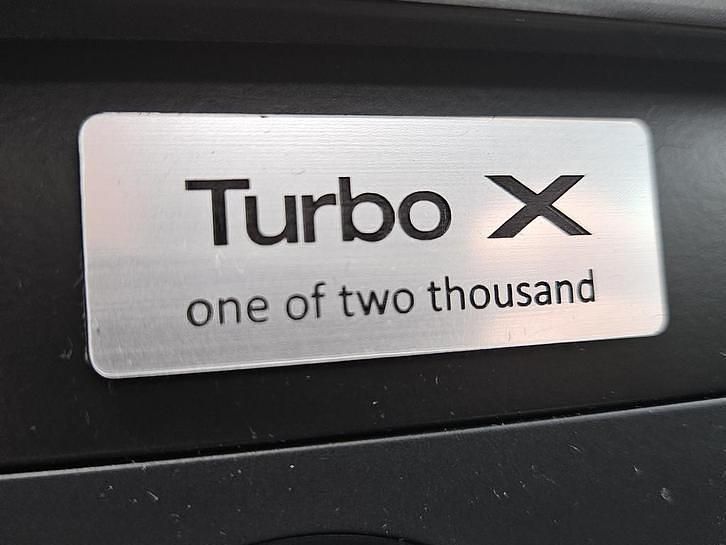 Turbo X
one of two thousand